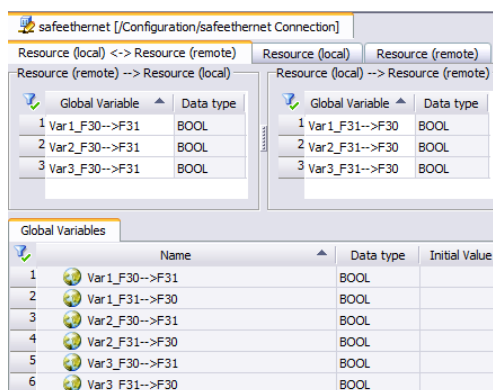 safeethernet [/Configuration/safeethernet Connection]
Resource (local) <-> Resource (remote) Resource (local) Resource (remote)
Resource (remote) --> Resource (local) Resource (local) --> Resource (remote)
Global Variable Data type Global Variable Data type
1 Var1_F30-->F31 BOOL 1 Var1_F31-->F30 BOOL
2 Var2_F30-->F31 BOOL 2 Var2_F31-->F30 BOOL
3 Var3_F30-->F31 BOOL 3 Var3_F31-->F30 BOOL
Global Variables
Name Data type Initial Value
1 Var1_F30-->F31 BOOL
2 Var1_F31-->F30 BOOL
3 Var2_F30-->F31 BOOL
4 Var2_F31-->F30 BOOL
5 Var3_F30-->F31 BOOL
6 Var3 F31-->F30 BOOL